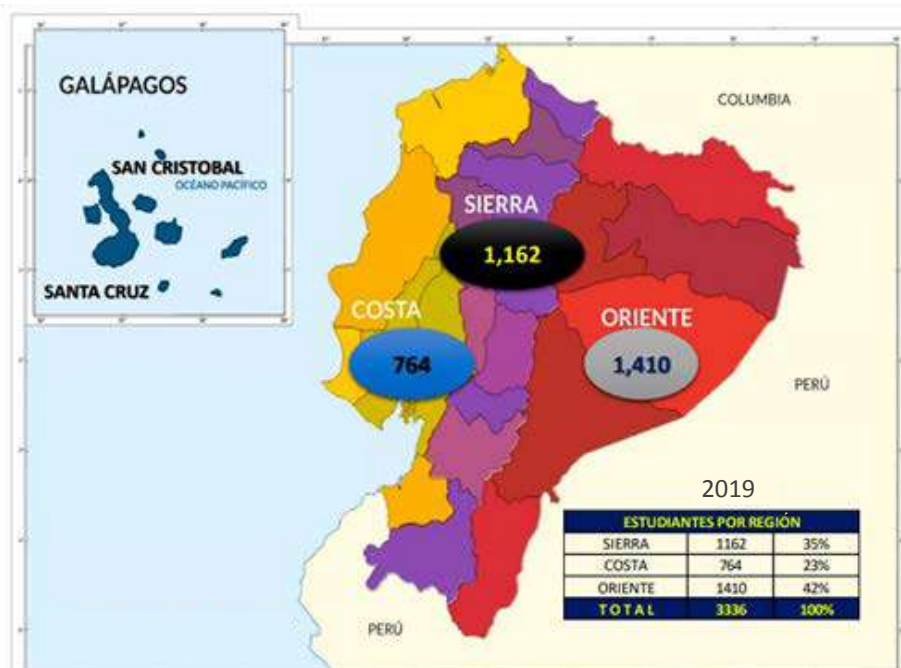 GALÁPAGOS
SAN CRISTOBAL
OCÉANO PACÍFICO
SANTA CRUZ
COLUMBIA
SIERRA
1,162
COSTA
764
ORIENTE
1,410
PERÚ
PERÚ
2019
ESTUDIANTES POR REGIÓN
SIERRA 1162 35%
COSTA 764 23%
ORIENTE 1410 42%
TOTAL 3336 100%